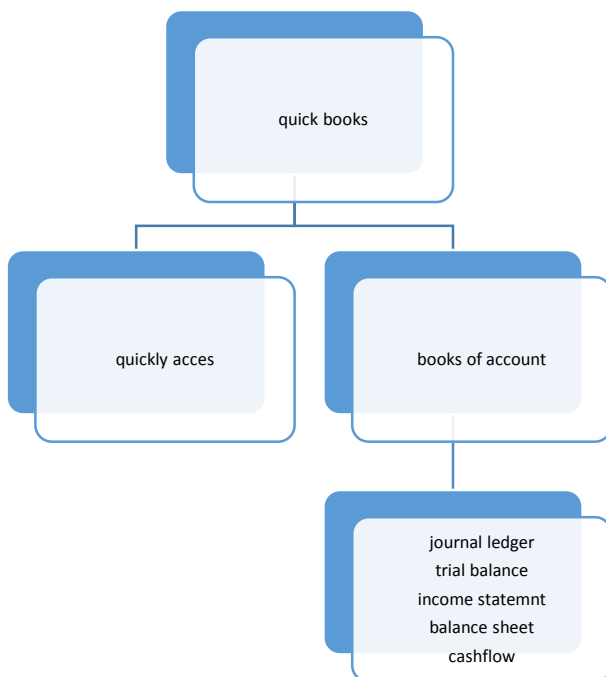 quick books
quickly acces
books of account
journal ledger
trial balance
income statemnt
balance sheet
cashflow